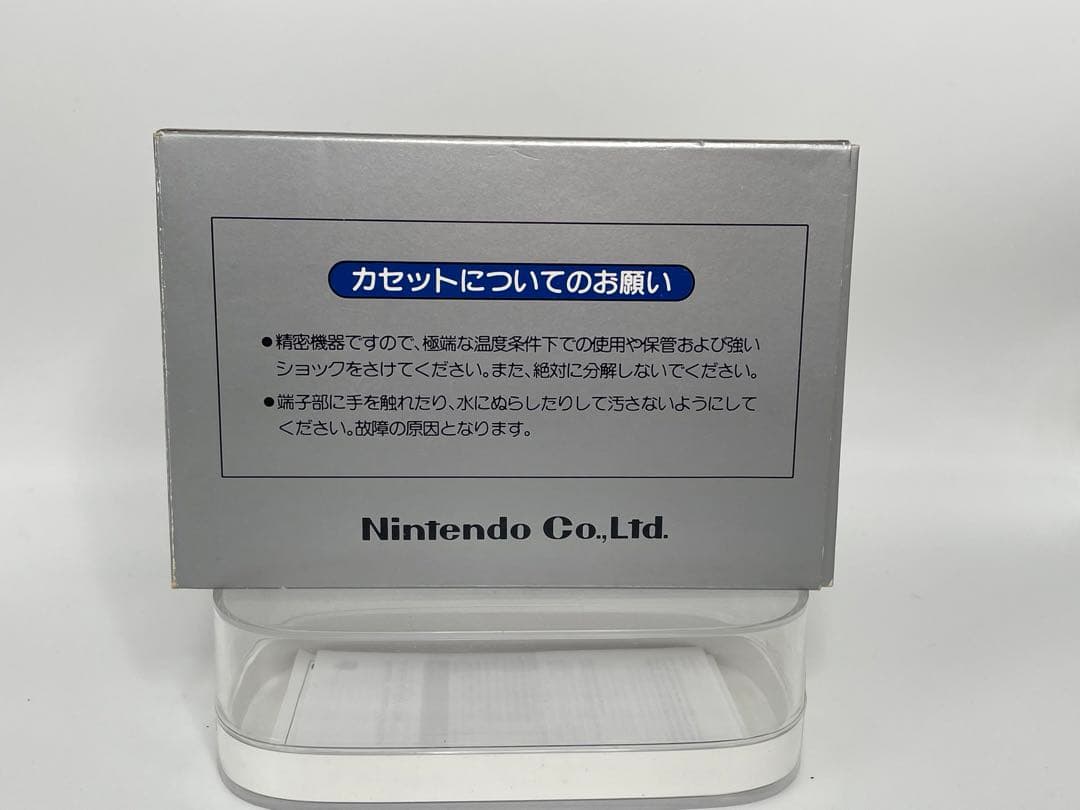 カセットについてのお願い
●精密機器ですので、極端な温度条件下での使用や保管および強い
ショックをさけてください。また、絶対に分解しないでください。
●端子部に手を触れたり、水にぬらしたりして汚さないようにして
ください。故障の原因となります。
Nintendo Co.,Ltd.